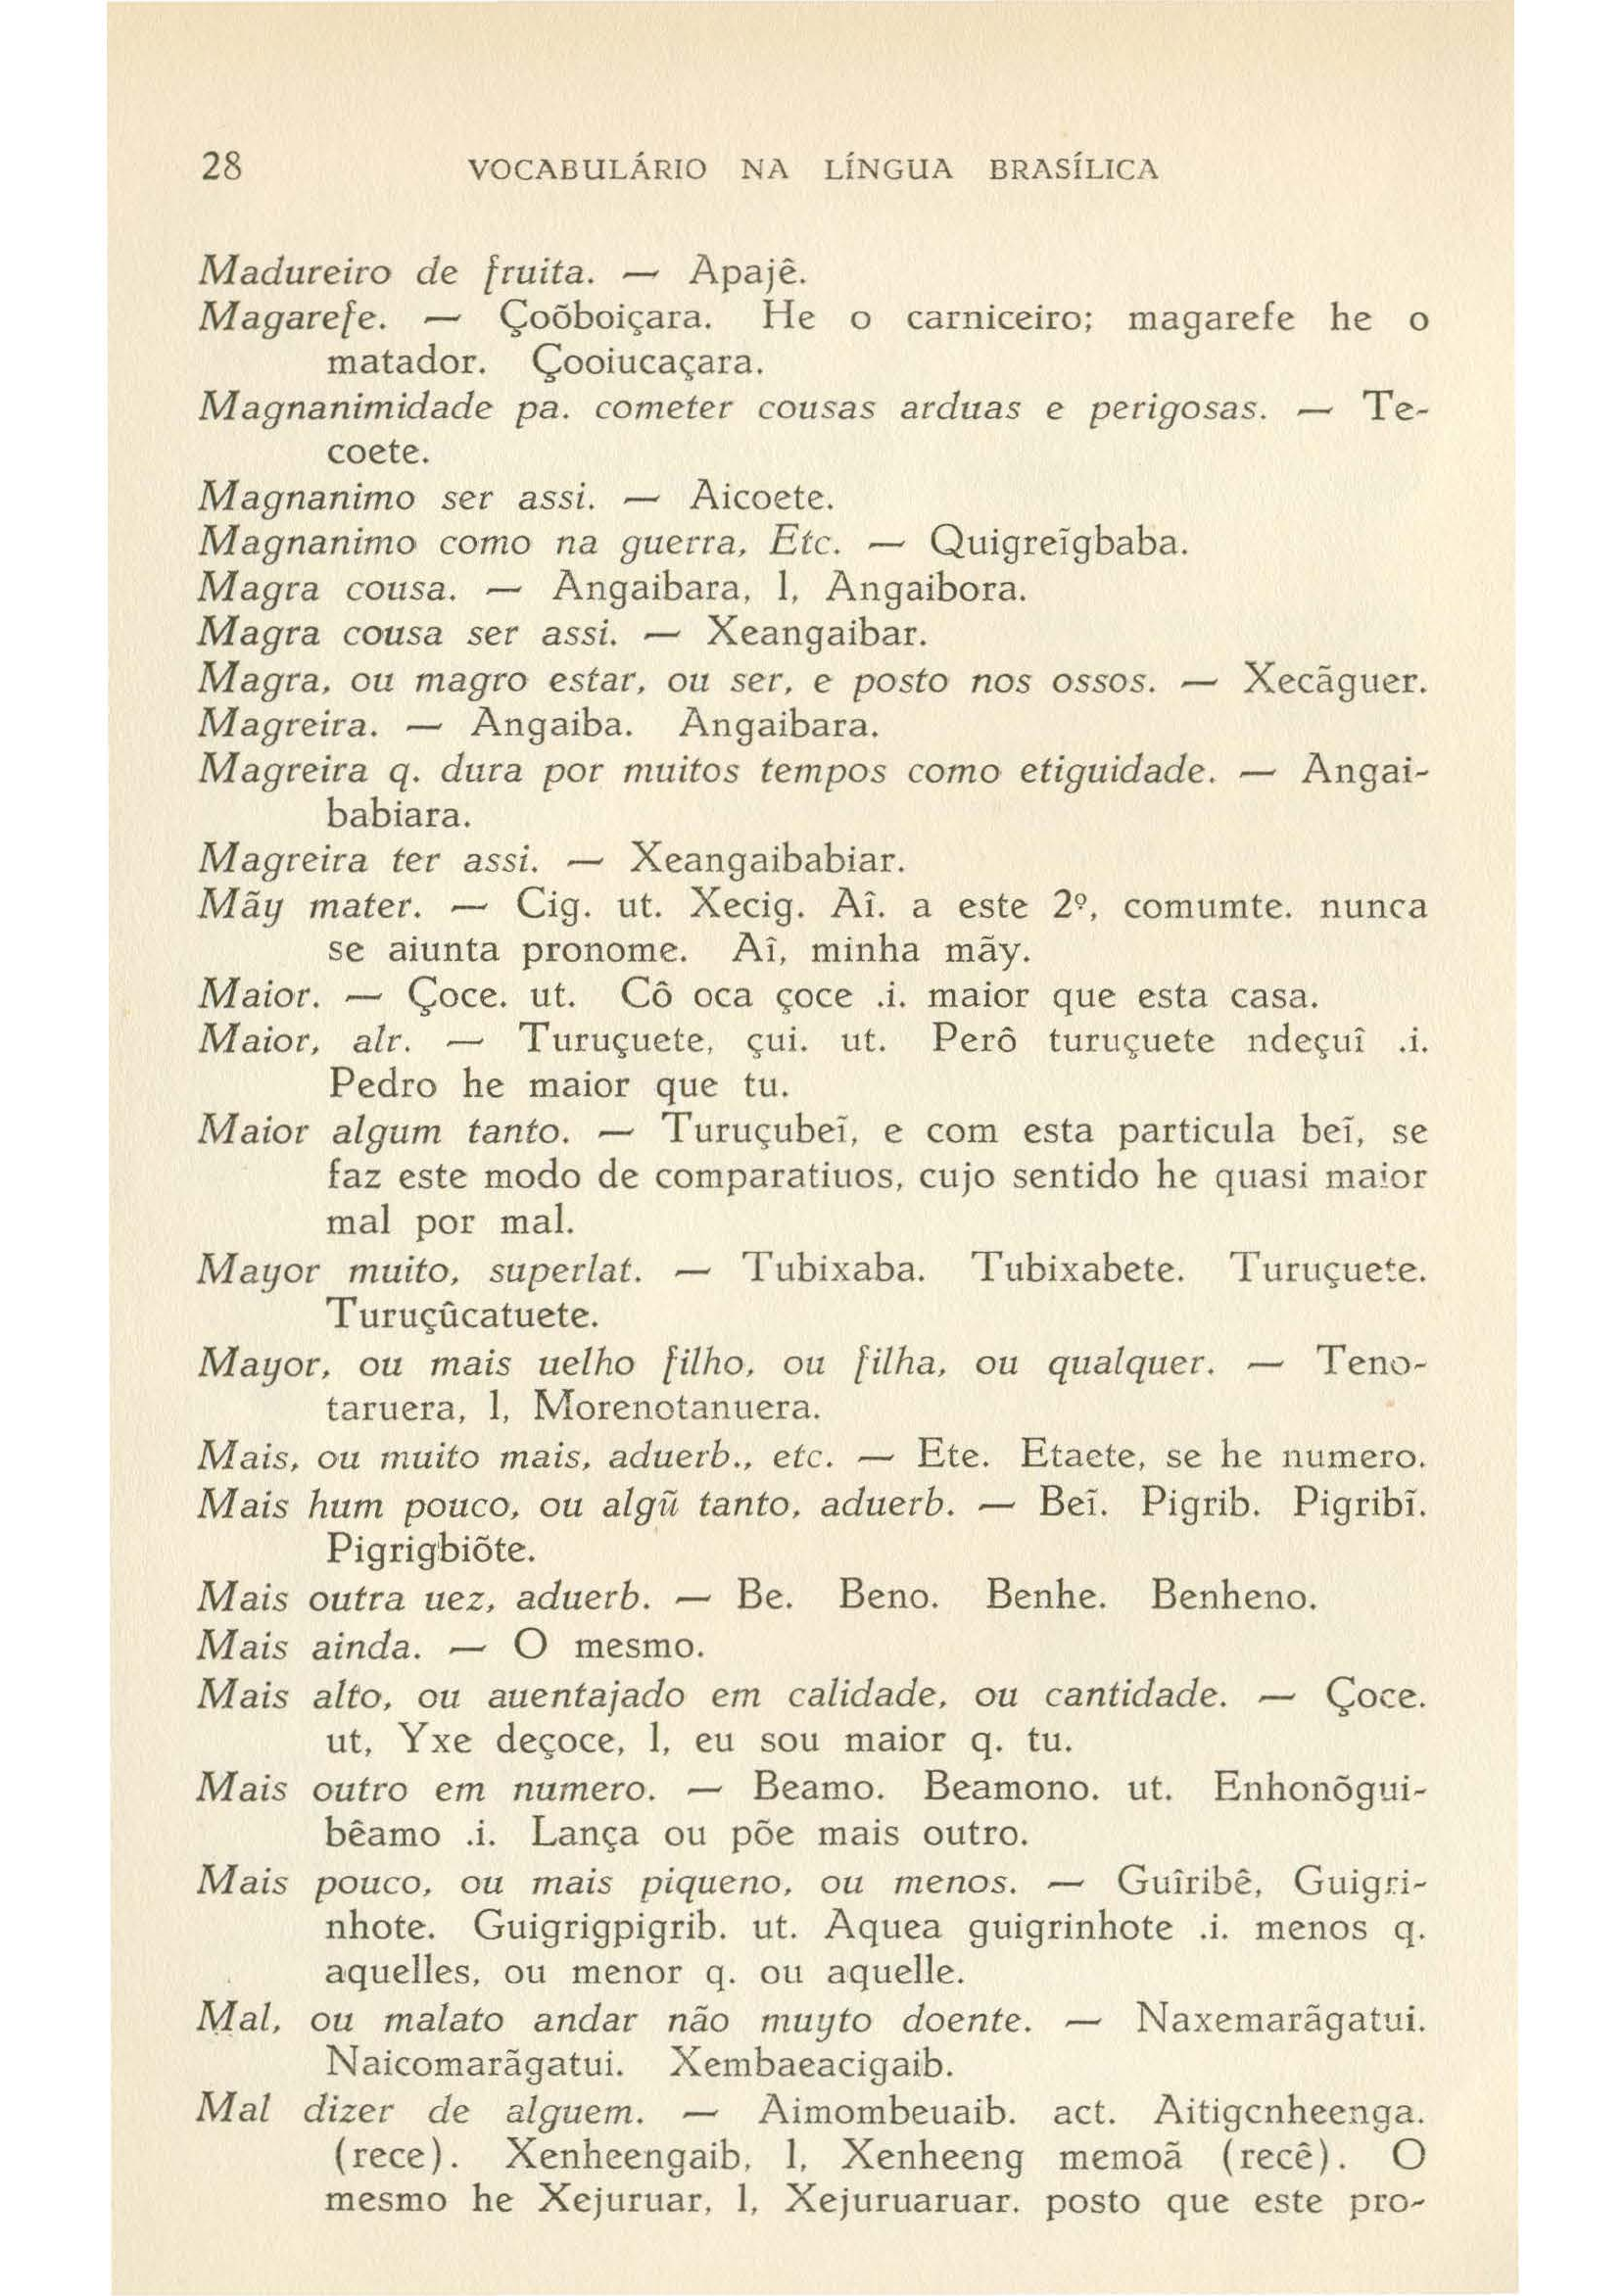 28 VOCABULÁRIO NA LÍNGUA BRASÍLICA
Madureiro de fruita. — Apajê.
Magarefe. — Çoõboiçara. He o carniceiro; magarefe he o
matador. Çooiucaçara.
Magnanimidade pa. cometer cousas arduas e perigosas. — Te-
coete.
Magnanimo ser assi. — Aicoete.
Magnanimo como na guerra, Etc. — Quigreĩgbaba.
Magra cousa. — Angaibara, l, Angaibora.
Magra cousa ser assi. — Xeangaibar.
Magra, ou magro estar, ou ser, e posto nos ossos. — Xecãguer.
Magreira. — Angaiba. Angaibara.
Magreira q. dura por muitos tempos como etiguidade. — Angai-
babiara.
Magreira ter assi. — Xeangaibabiar.
Mãy mater. — Cig. ut. Xecig. Aî. a este 2º, comumte. nunca
se aiunta pronome. Aî, minha mãy.
Maior. — Çoce. ut. Cô oca çoce .i. maior que esta casa.
Maior, alr. — Turuçuete, çui. ut. Perô turuçuete ndeçuî .i.
Pedro he maior que tu.
Maior algum tanto. — Turuçubeĩ, e com esta particula beĩ, se
faz este modo de comparatiuos, cujo sentido he quasi maior
mal por mal.
Mayor muito, superlat. — Tubixaba. Tubixabete. Turuçuete.
Turuçûcatuete.
Mayor, ou mais uelho filho, ou filha, ou qualquer. — Teno-
taruera, l, Morenotanuera.
Mais, ou muito mais, aduerb., etc. — Ete. Etaete, se he numero.
Mais hum pouco, ou algũ tanto, aduerb. — Beĩ. Pigrib. Pigribĩ.
Pigrigbiõte.
Mais outra uez, aduerb. — Be. Beno. Benhe. Benheno.
Mais ainda. — O mesmo.
Mais alto, ou auentajado em calidade, ou cantidade. — Çoce.
ut, Yxe deçoce, l, eu sou maior q. tu.
Mais outro em numero. — Beamo. Beamono. ut. Enhonõgui-
bêamo .i. Lança ou põe mais outro.
Mais pouco, ou mais piqueno, ou menos. — Guîribê, Guigri-
nhote. Guigrigpigrib. ut. Aquea guigrinhote .i. menos q.
aquelles, ou menor q. ou aquelle.
Mal, ou malato andar não muyto doente. — Naxemarãgatui.
Naicomarãgatui. Xembaeacigaib.
Mal dizer de alguem. — Aimombeuaib. act. Aitigcnheenga.
(rece). Xenheengaib, l, Xenheeng memoã (recê). O
mesmo he Xejuruar, l, Xejuruaruar. posto que este pro-